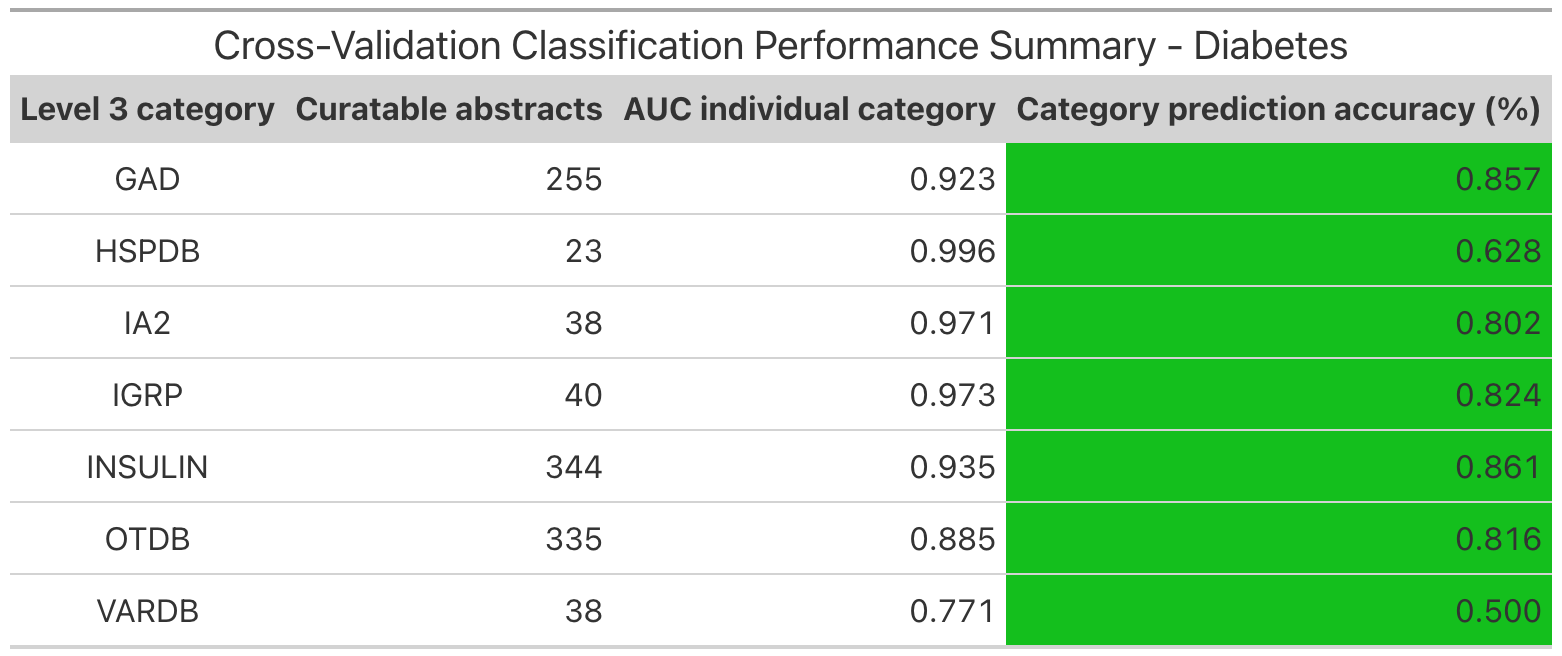 Cross-Validation Classification Performance Summary - Diabetes
Level 3 category Curatable abstracts AUC individual category Category prediction accuracy (%)
GAD 255 0.923 0.857
HSPDB 23 0.996 0.628
IA2 38 0.971 0.802
IGRP 40 0.973 0.824
INSULIN 344 0.935 0.861
OTDB 335 0.885 0.816
VARDB 38 0.771 0.500